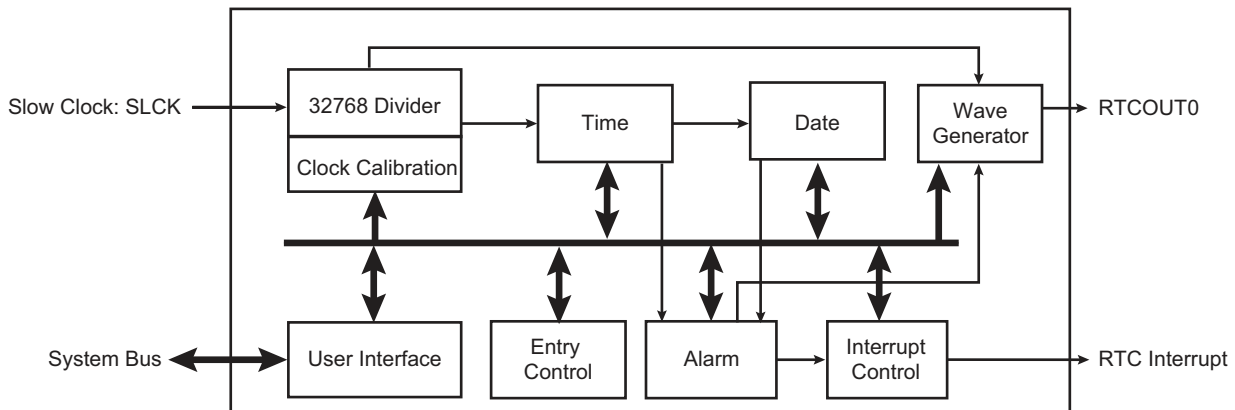 Slow Clock: SLCK
32768 Divider
Clock Calibration
Time
Date
Wave
Generator
RTCOUT0
System Bus
User Interface
Entry
Control
Alarm
Interrupt
Control
RTC Interrupt